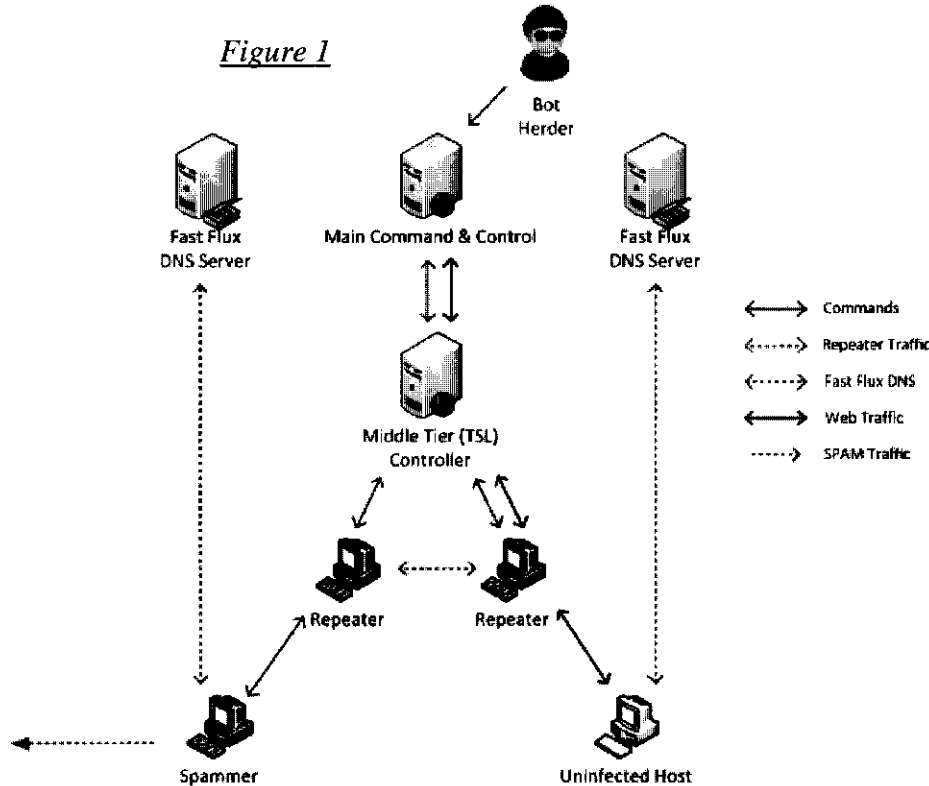 Figure 1
Bot
Herder
Fast Flux
DNS Server
Main Command & Control
Fast Flux
DNS Server
Commands
Repeater Traffic
Fast Flux DNS
Web Traffic
SPAM Traffic
Middle Tier (TSL)
Controller
Repeater
Repeater
Spammer
Uninfected Host